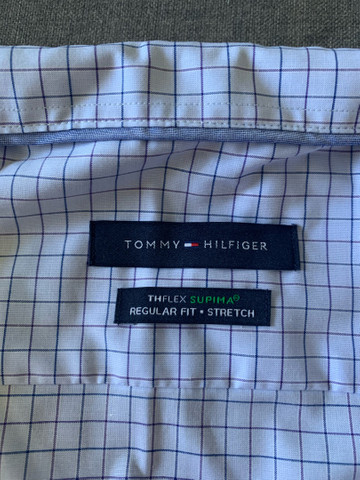 TOMMY HILFIGER
THFLEX SUPIMA®
REGULAR FIT • STRETCH